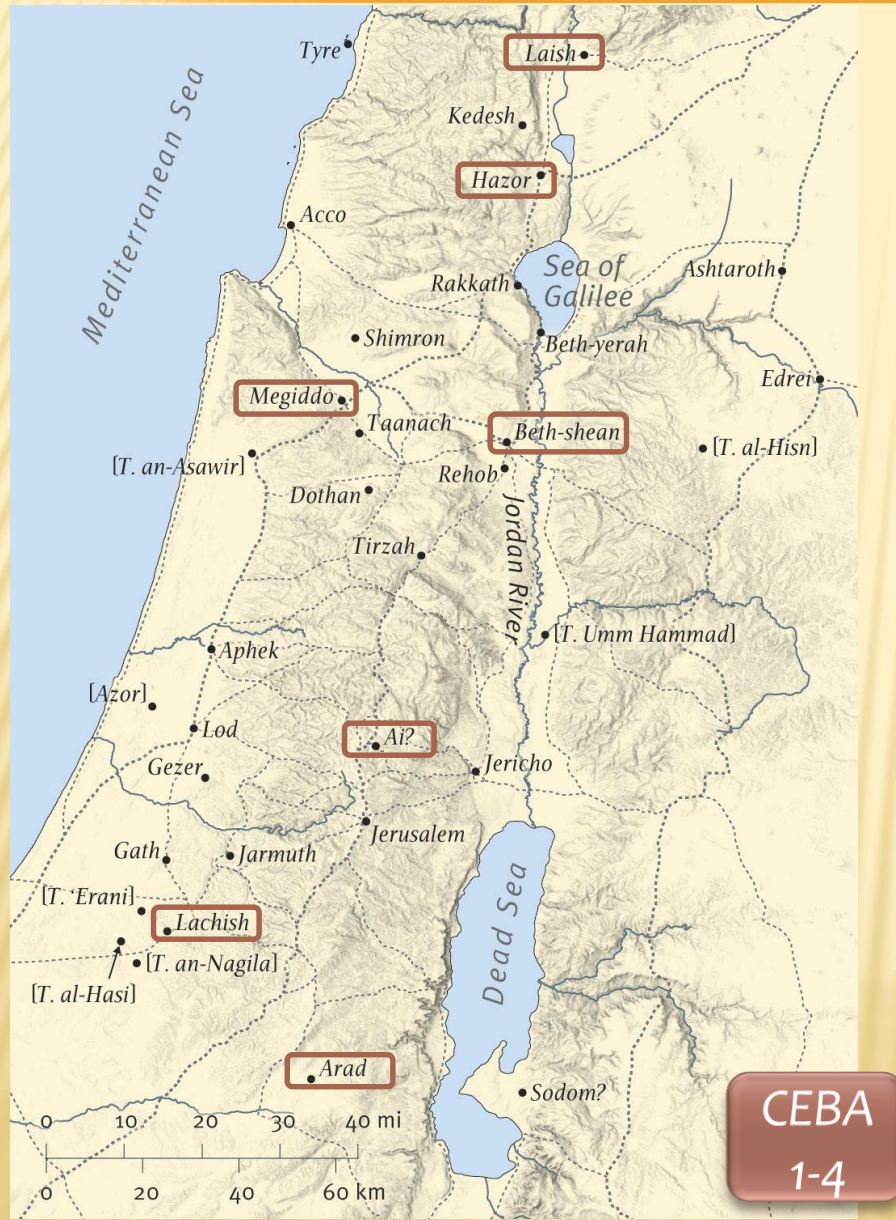 Tyre
Laish
Kedesh
Hazor
Mediterranean Sea
Acco
Sea of
Galilee
Ashtaroth
Rakkath
Shimron
Beth-yerah
Edrei
Megiddo
Taanach
Beth-shean
[T. al-Hisn]
[T. an-Asawir]
Rehob
Dothan
Jordan River
Tirzah
[T. Umm Hammad]
Aphek
[Azor]
Lod
Ai?
Gezer
Jericho
Jerusalem
Gath
Jarmuth
[T. ‘Erani]
Lachish
Dead Sea
[T. an-Nagila]
[T. al-Hasi]
Arad
Sodom?
0 10 20 30 40 mi
0 20 40 60 km
CEBA
1-4